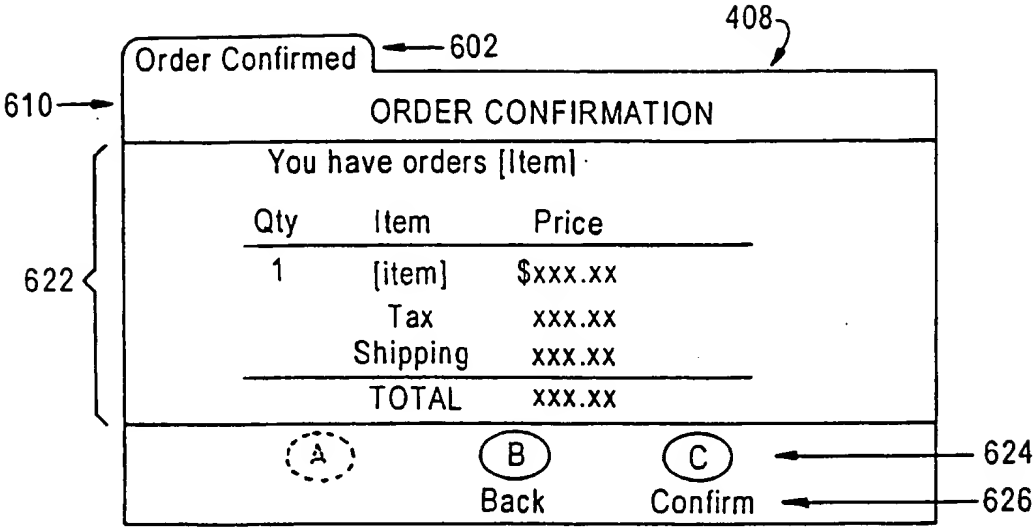 408
Order Confirmed 602
610 ORDER CONFIRMATION
You have orders [Item]
Qty Item Price
622 1 [item] $xxx.xx
Tax xxx.xx
Shipping xxx.xx
TOTAL xxx.xx
A B C 624
Back Confirm 626